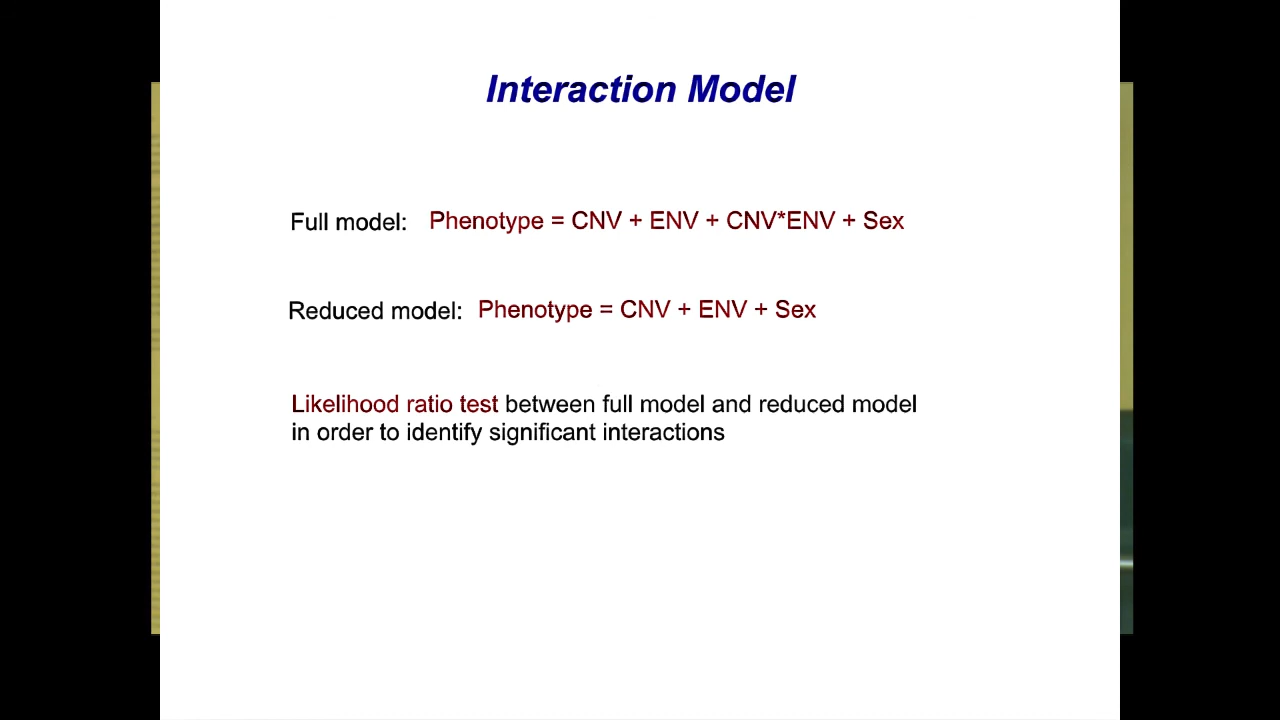 Interaction Model
Full model: Phenotype = CNV + ENV + CNV*ENV + Sex
Reduced model: Phenotype = CNV + ENV + Sex
Likelihood ratio test between full model and reduced model
in order to identify significant interactions